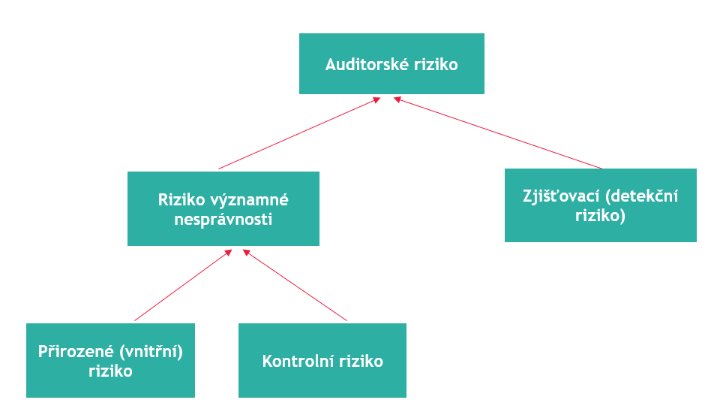 Auditorské riziko
Riziko významné
nesprávnosti
Zjišťovací (detekční
riziko)
Přirozené (vnitřní)
riziko
Kontrolní riziko